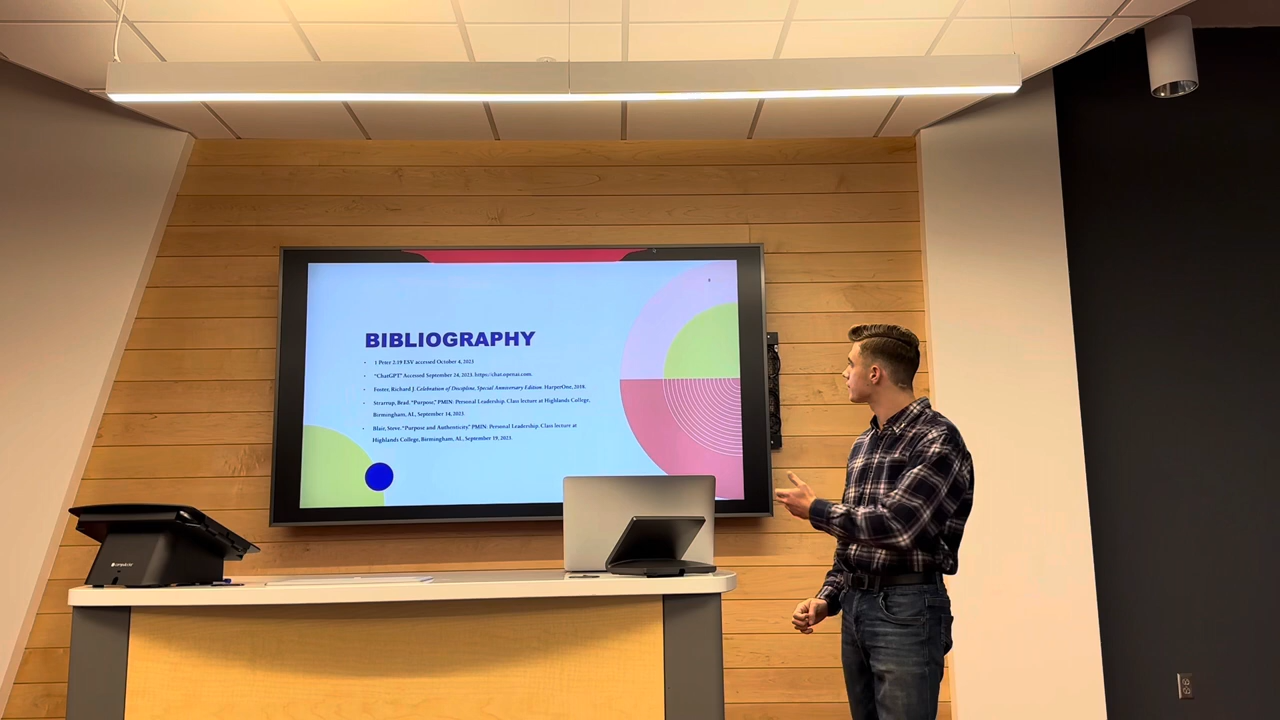 BIBLIOGRAPHY
• 1 Peter 2:19 ESV accessed October 4, 2023
• "ChatGPT" Accessed September 24, 2023. https://chat.openai.com.
• Foster, Richard J. Celebration of Discipline, Special Anniversary Edition. HarperOne, 2018.
• Strarrup, Brad, "Purpose," PMIN: Personal Leadership. Class lecture at Highlands College,
Birmingham, AL, September 14, 2023.
• Blair, Steve. "Purpose and Authenticity." PMIN: Personal Leadership. Class lecture at
Highlands College, Birmingham, AL, September 19, 2023.